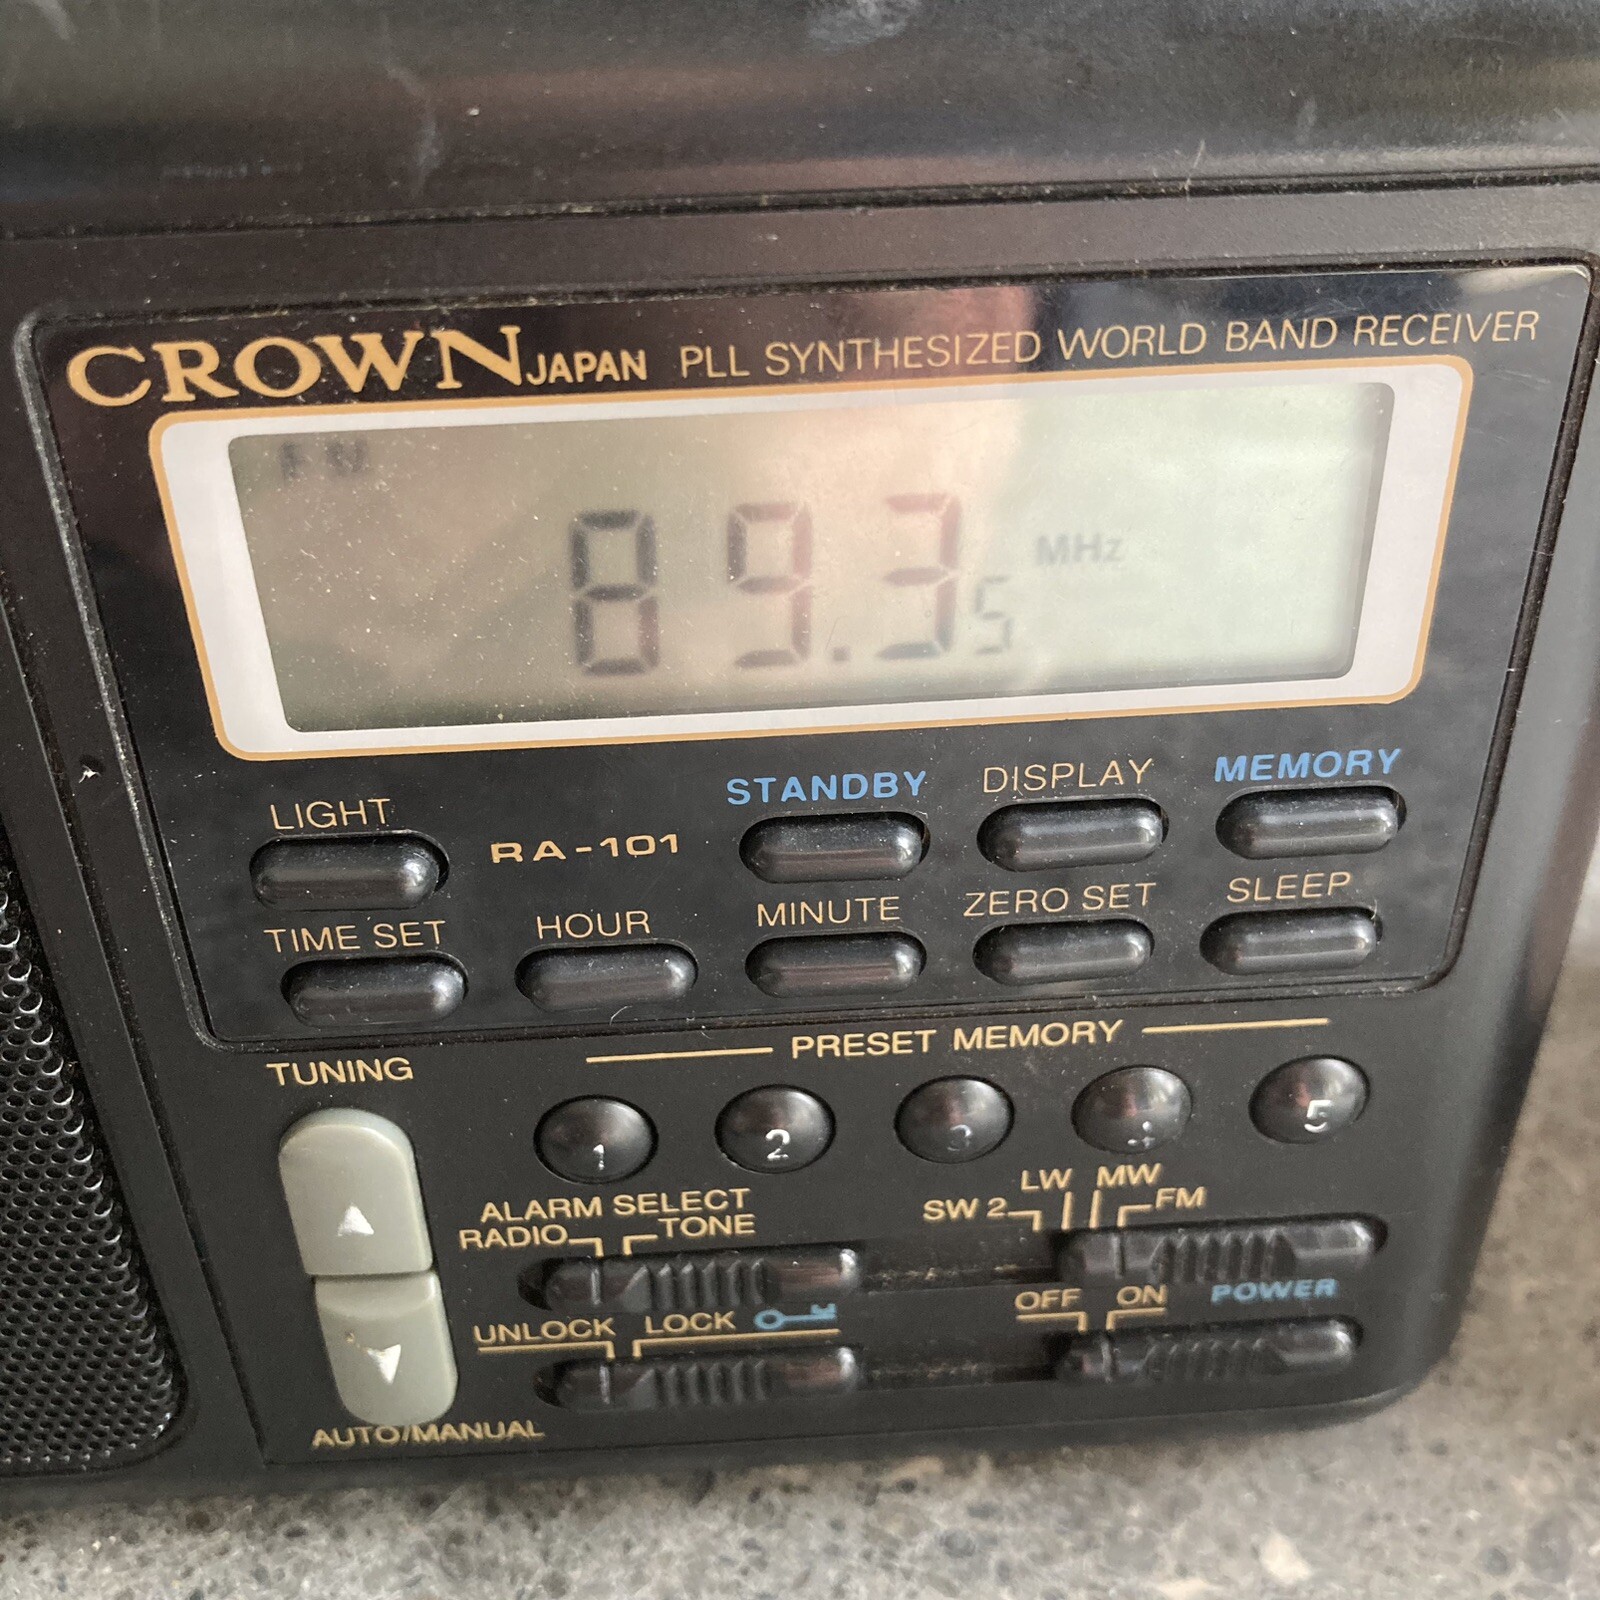 CROWN JAPAN PLL SYNTHESIZED WORLD BAND RECEIVER
FM
89.35 MHz
STANDBY DISPLAY MEMORY
LIGHT
RA-101
TIME SET HOUR MINUTE ZERO SET SLEEP
PRESET MEMORY
TUNING
1 2 3 4 5
ALARM SELECT
RADIO TONE
LW MW
SW 2 FM
UNLOCK LOCK
OFF ON POWER
AUTO/MANUAL